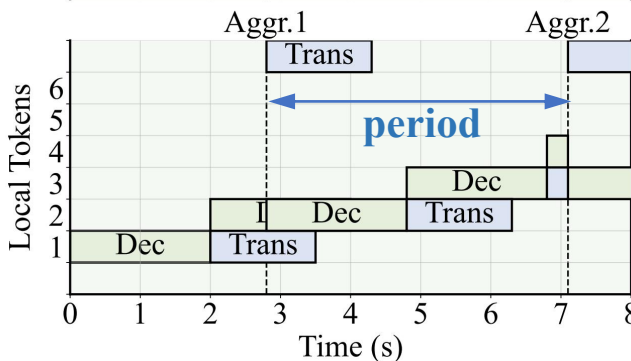 Aggr.1 Aggr.2
Trans
6
period
5
4
Dec
3
I Dec Trans
2
Dec Trans
1
Local Tokens
0 1 2 3 4 5 6 7 8
Time (s)